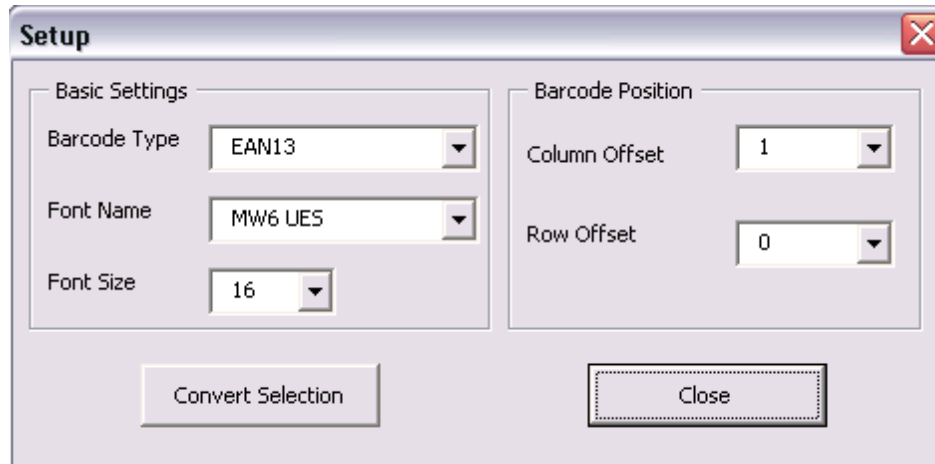 Setup
Basic Settings
Barcode Type
EAN13
Font Name
MW6 UES
Font Size
16
Barcode Position
Column Offset
1
Row Offset
0
Convert Selection
Close